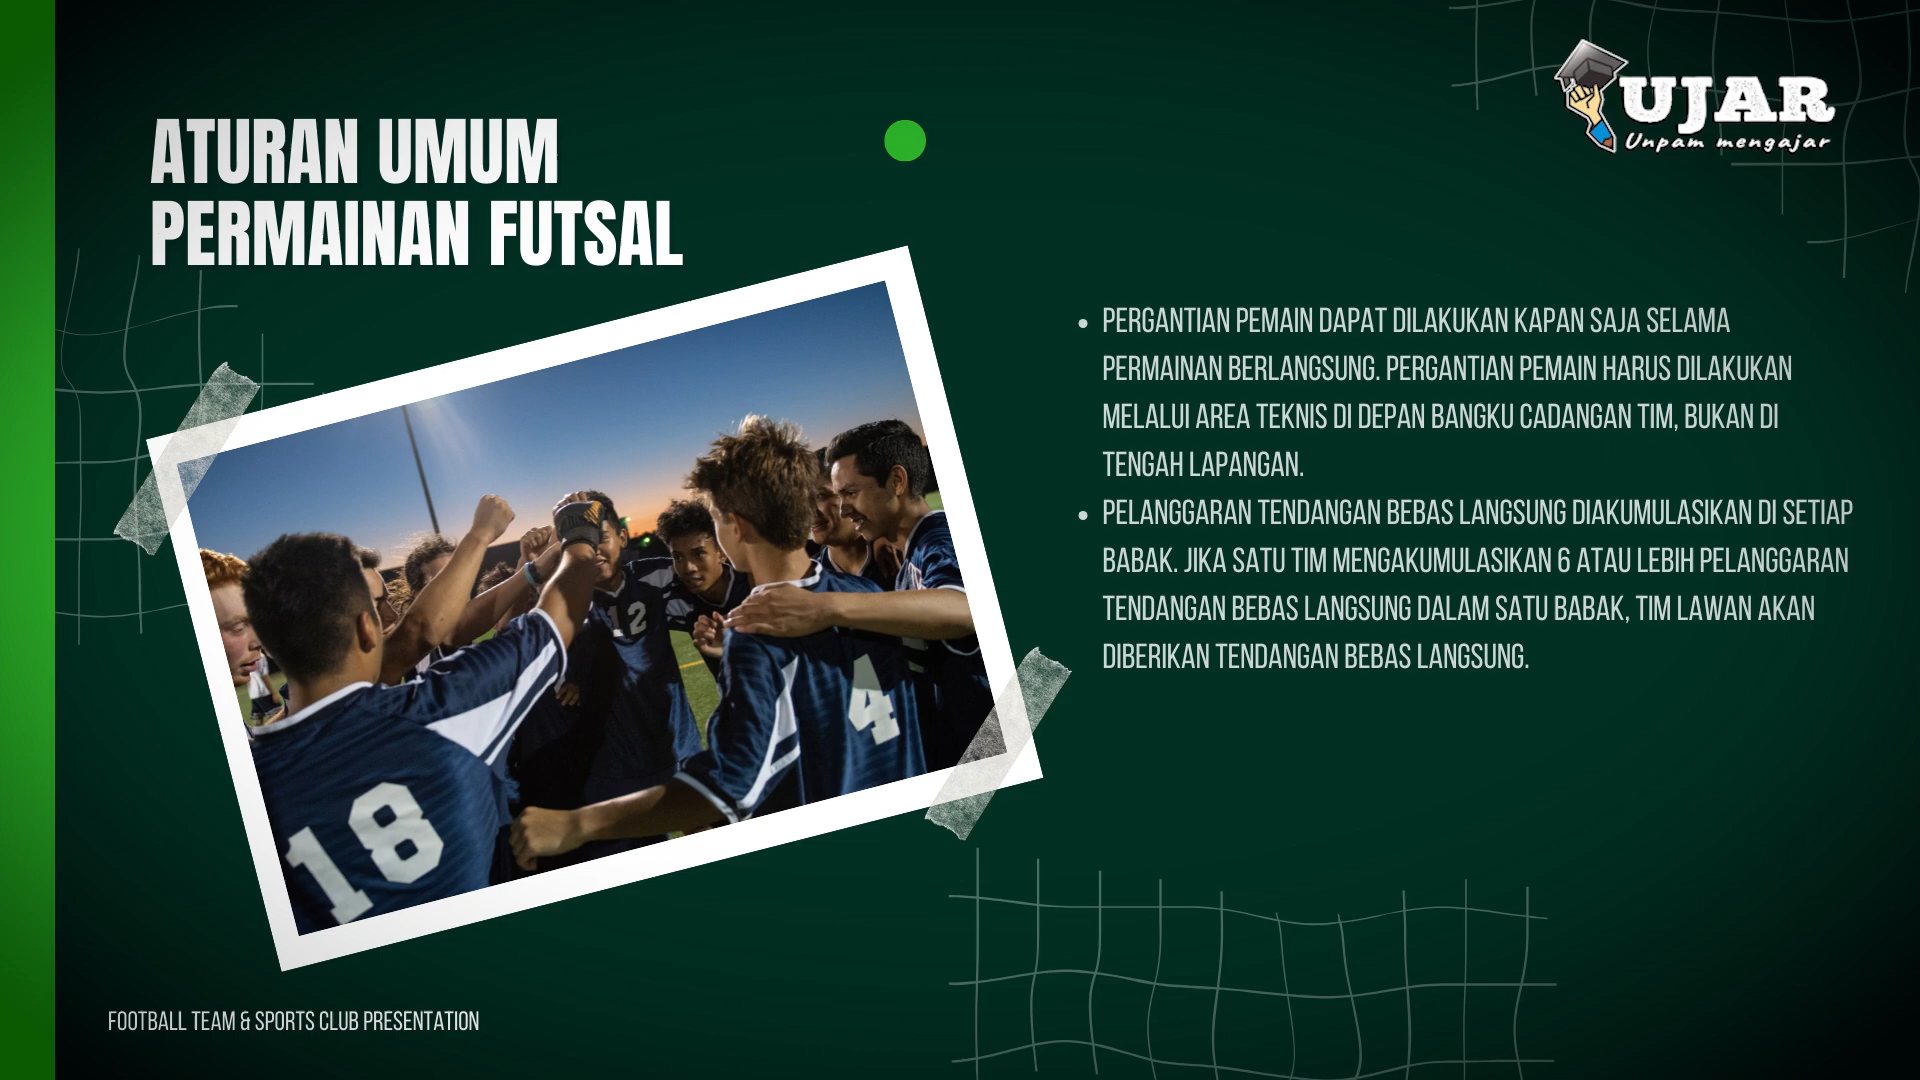 ATURAN UMUM
PERMAINAN FUTSAL
UJAR
Unpam mengajar
• PERGANTIAN PEMAIN DAPAT DILAKUKAN KAPAN SAJA SELAMA
PERMAINAN BERLANGSUNG. PERGANTIAN PEMAIN HARUS DILAKUKAN
MELALUI AREA TEKNIS DI DEPAN BANGKU CADANGAN TIM, BUKAN DI
TENGAH LAPANGAN.
• PELANGGARAN TENDANGAN BEBAS LANGSUNG DIAKUMULASIKAN DI SETIAP
BABAK. JIKA SATU TIM MENGAKUMULASIKAN 6 ATAU LEBIH PELANGGARAN
TENDANGAN BEBAS LANGSUNG DALAM SATU BABAK, TIM LAWAN AKAN
DIBERIKAN TENDANGAN BEBAS LANGSUNG.
12
4
18
FOOTBALL TEAM & SPORTS CLUB PRESENTATION